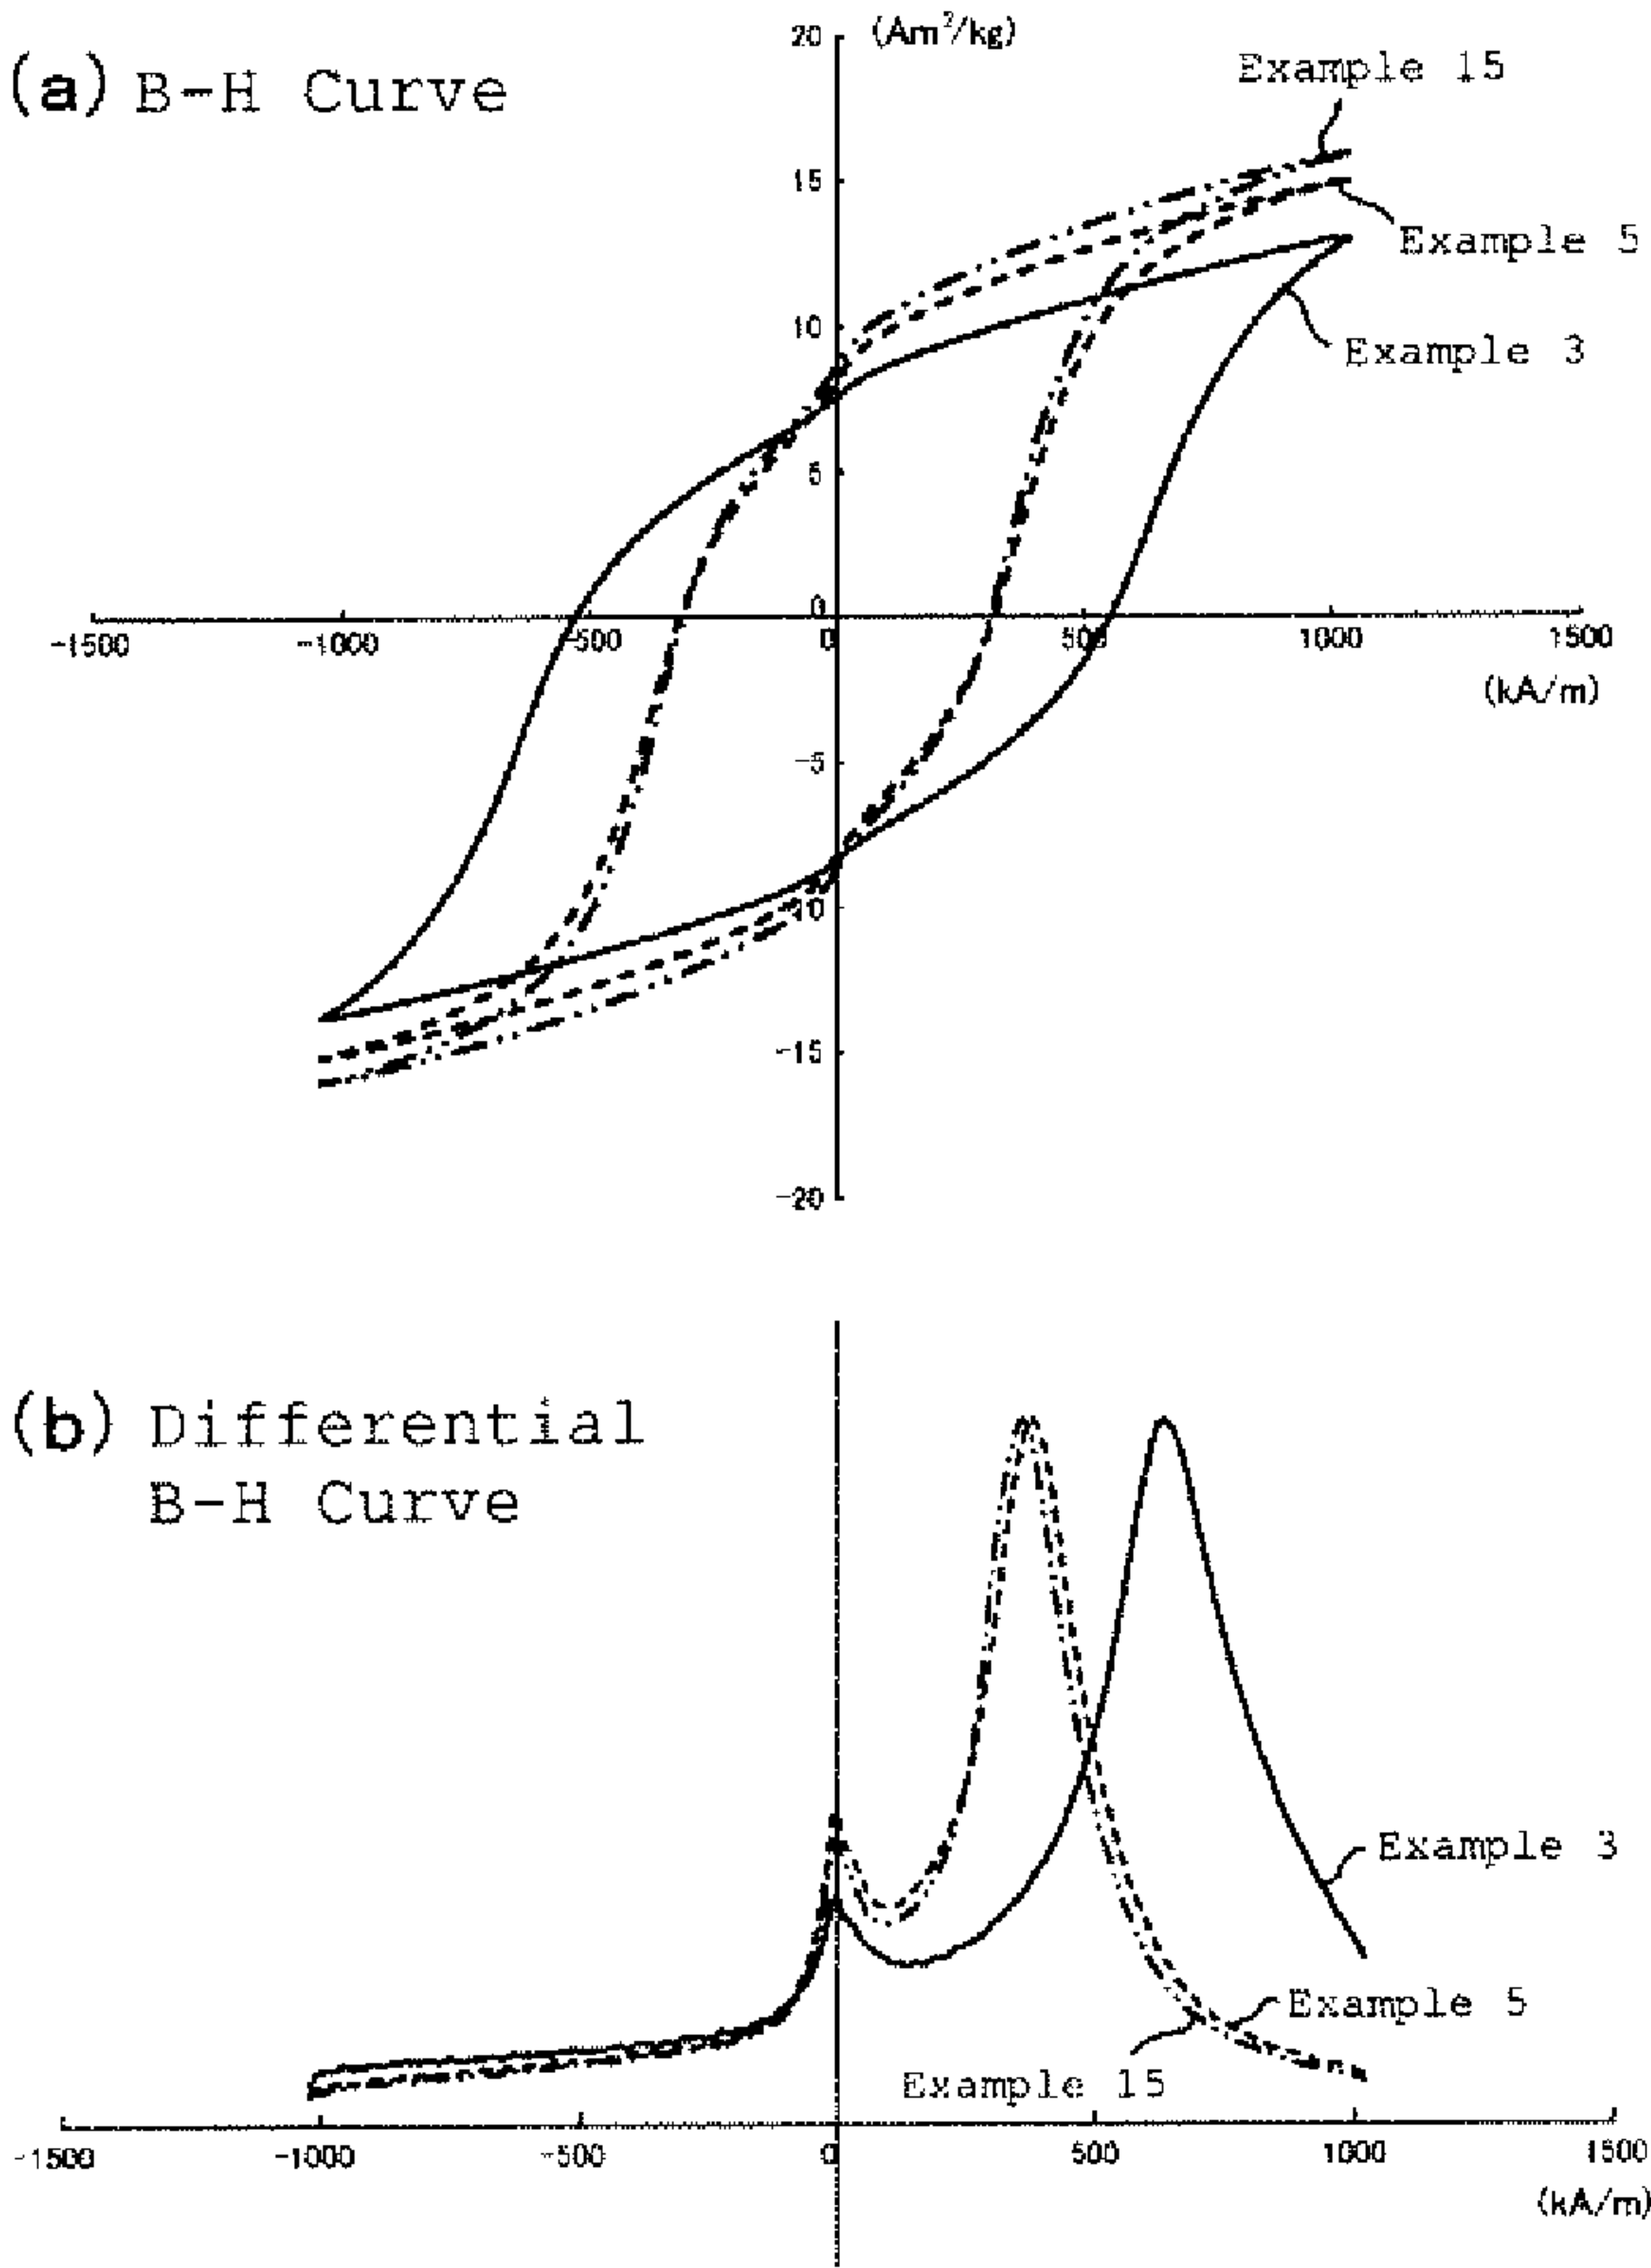 (a) B-H Curve
(Am²/kg)
20
15
10
5
0
-5
-10
-15
-20
-1500 -1000 -500 0 500 1000 1500
(kA/m)
Example 15
Example 5
Example 3
(b) Differential
B-H Curve
Example 3
Example 5
Example 15
-1500 -1000 -500 0 500 1000 1500
(kA/m)